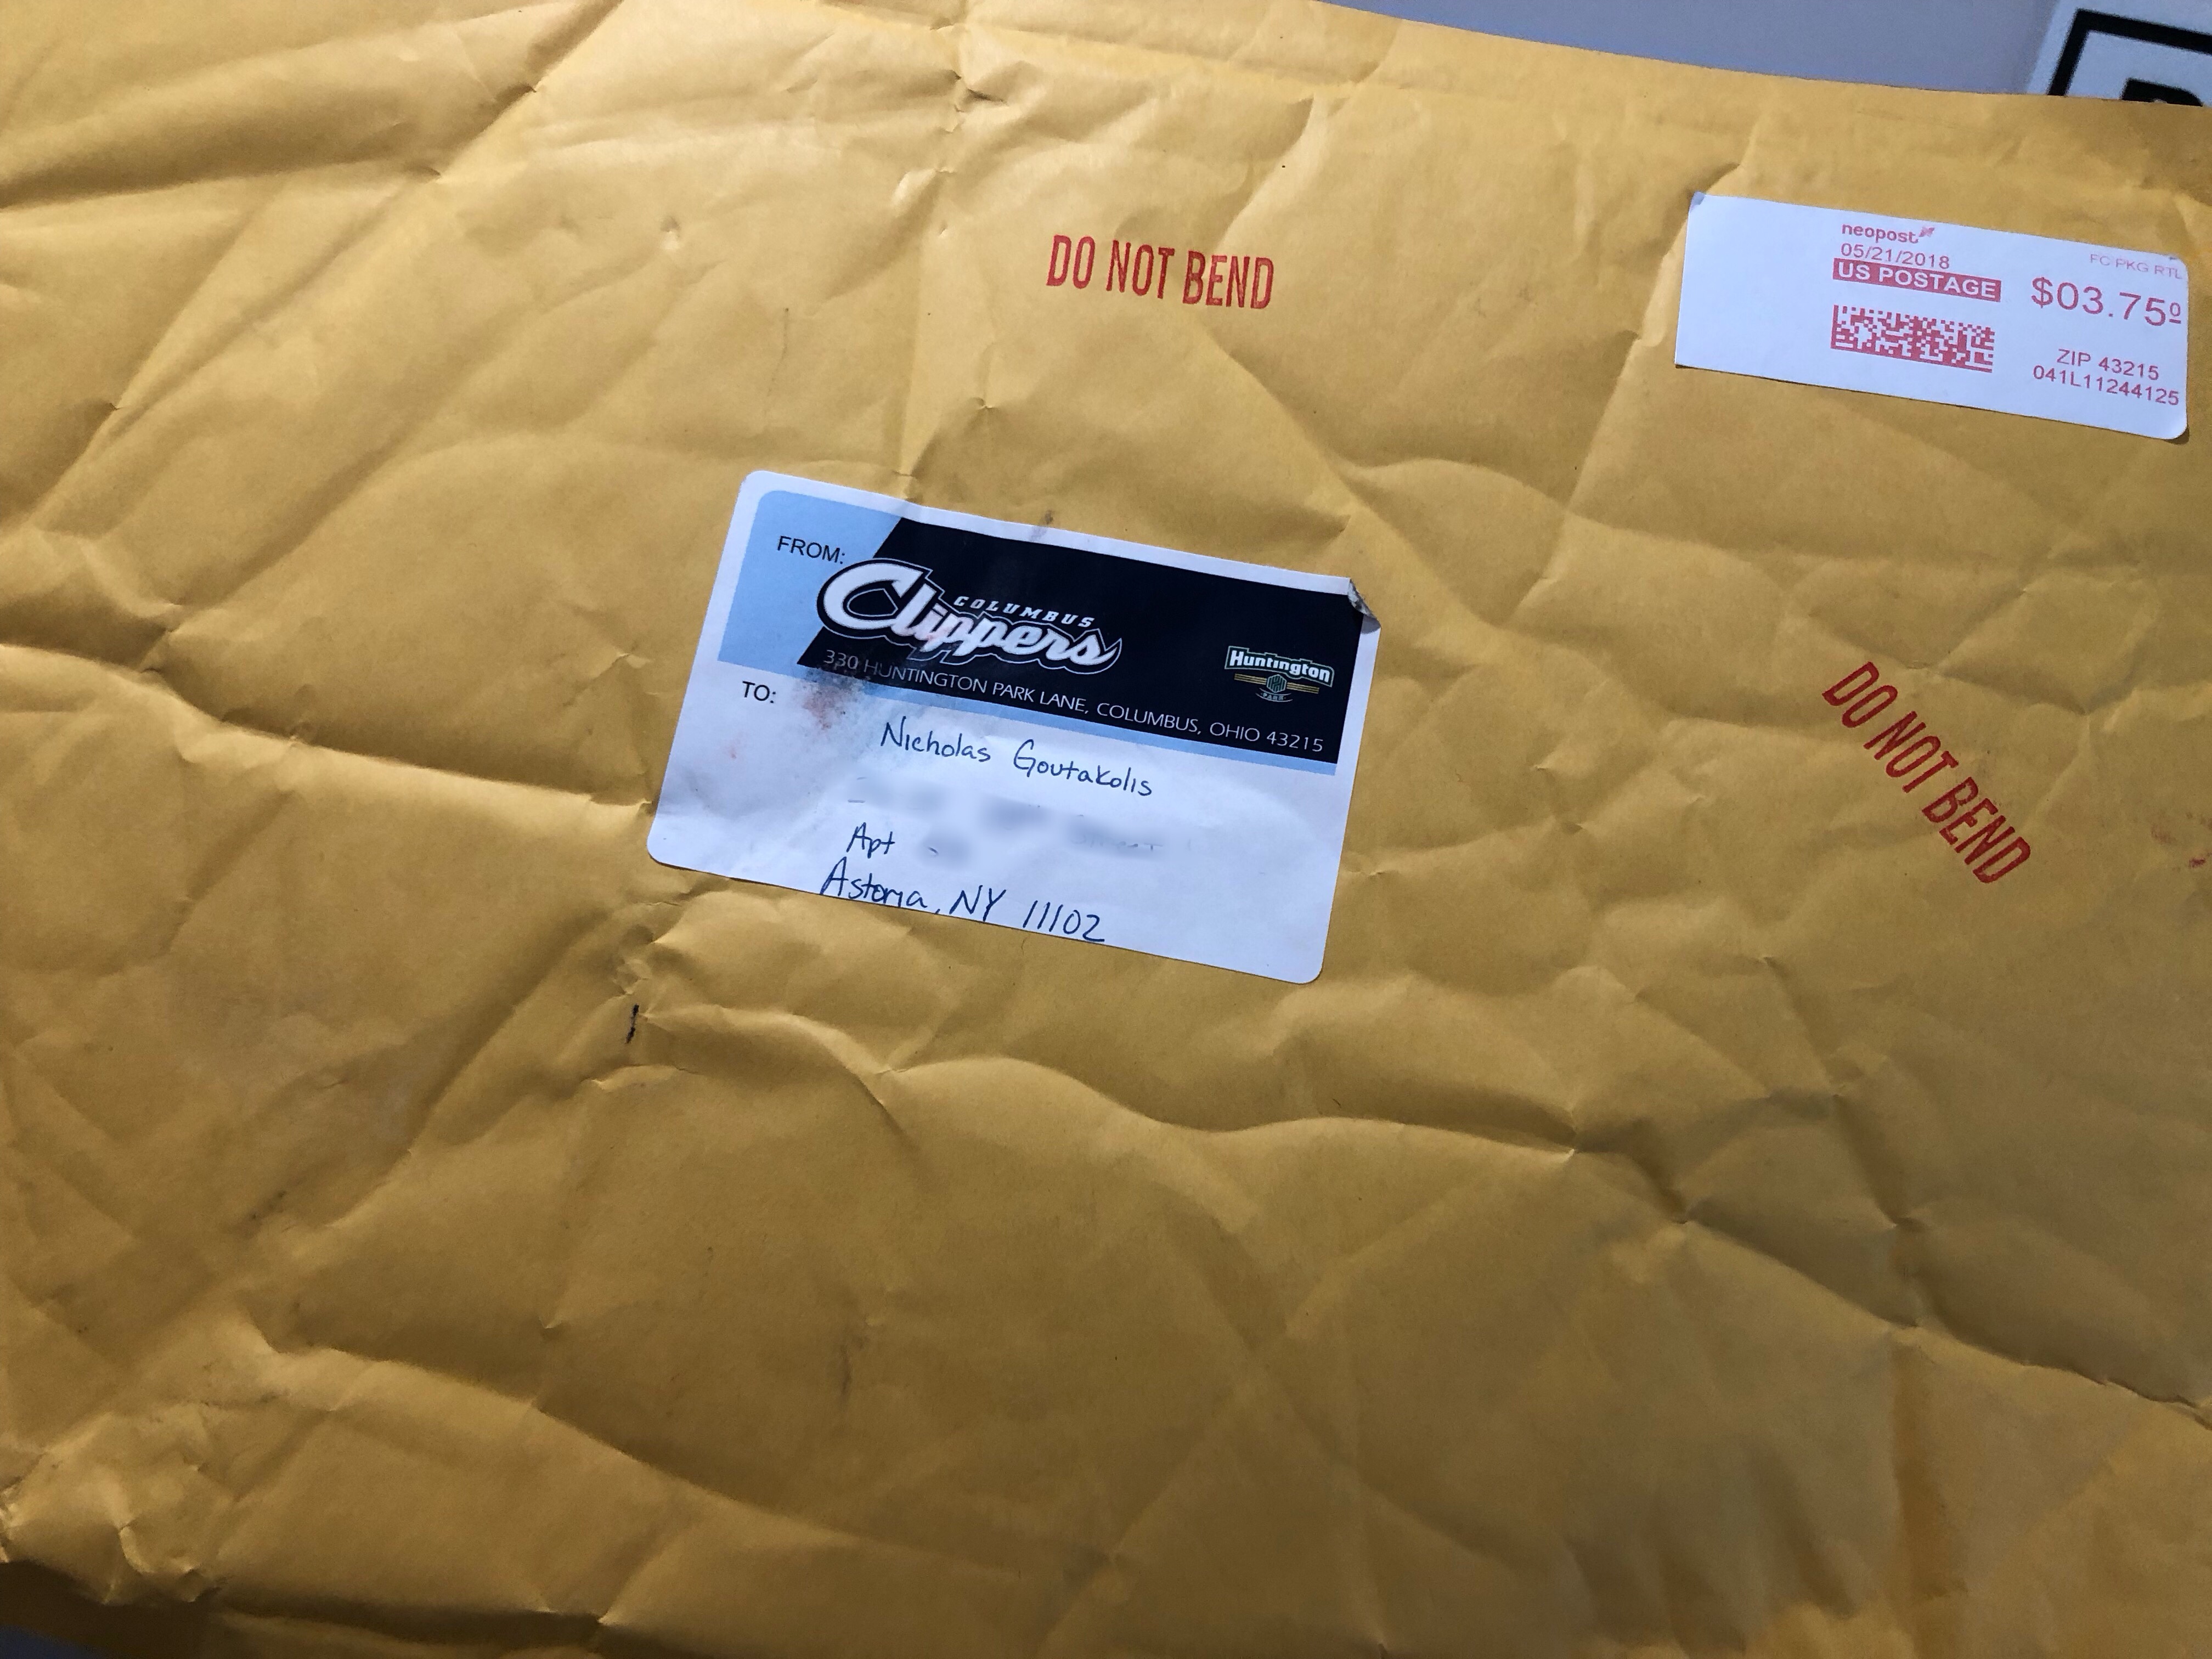 DO NOT BEND
neopost
05/21/2018
US POSTAGE
FC PKG RTL
$03.750
ZIP 43215
041L11244125
FROM:
COLUMBUS
Clippers
Huntington
PARK
330 HUNTINGTON PARK LANE, COLUMBUS, OHIO 43215
TO:
Nicholas Goutakolis
Apt
Astoria, NY 11102
DO NOT BEND